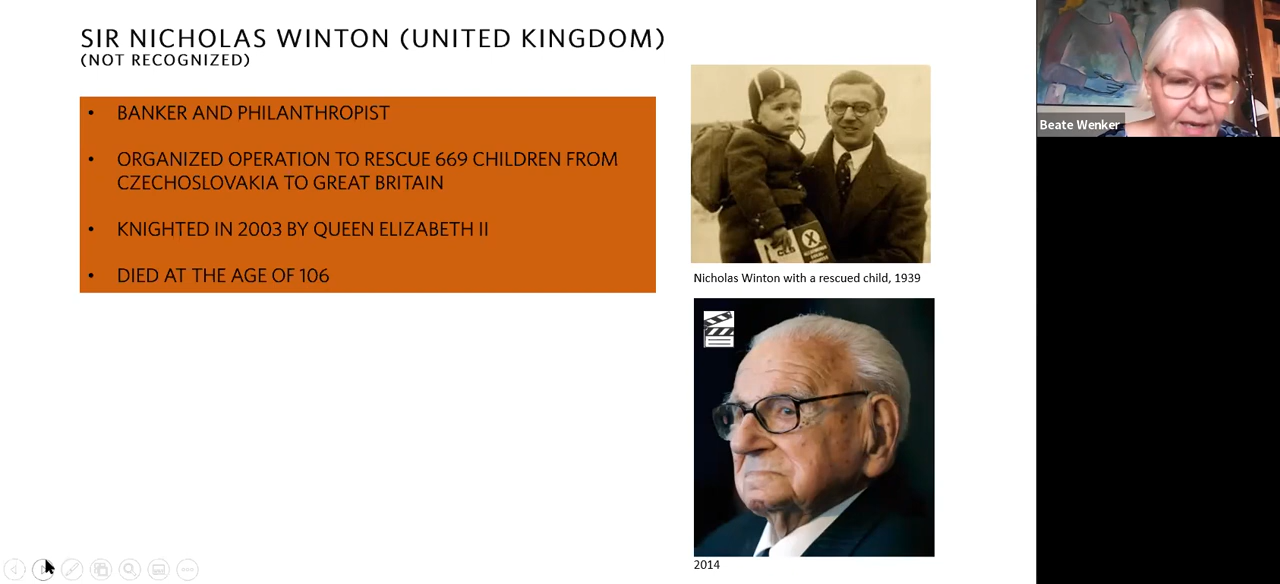 SIR NICHOLAS WINTON (UNITED KINGDOM)
(NOT RECOGNIZED)
• BANKER AND PHILANTHROPIST
• ORGANIZED OPERATION TO RESCUE 669 CHILDREN FROM
CZECHOSLOVAKIA TO GREAT BRITAIN
• KNIGHTED IN 2003 BY QUEEN ELIZABETH II
• DIED AT THE AGE OF 106
Nicholas Winton with a rescued child, 1939
2014
Beate Wenker